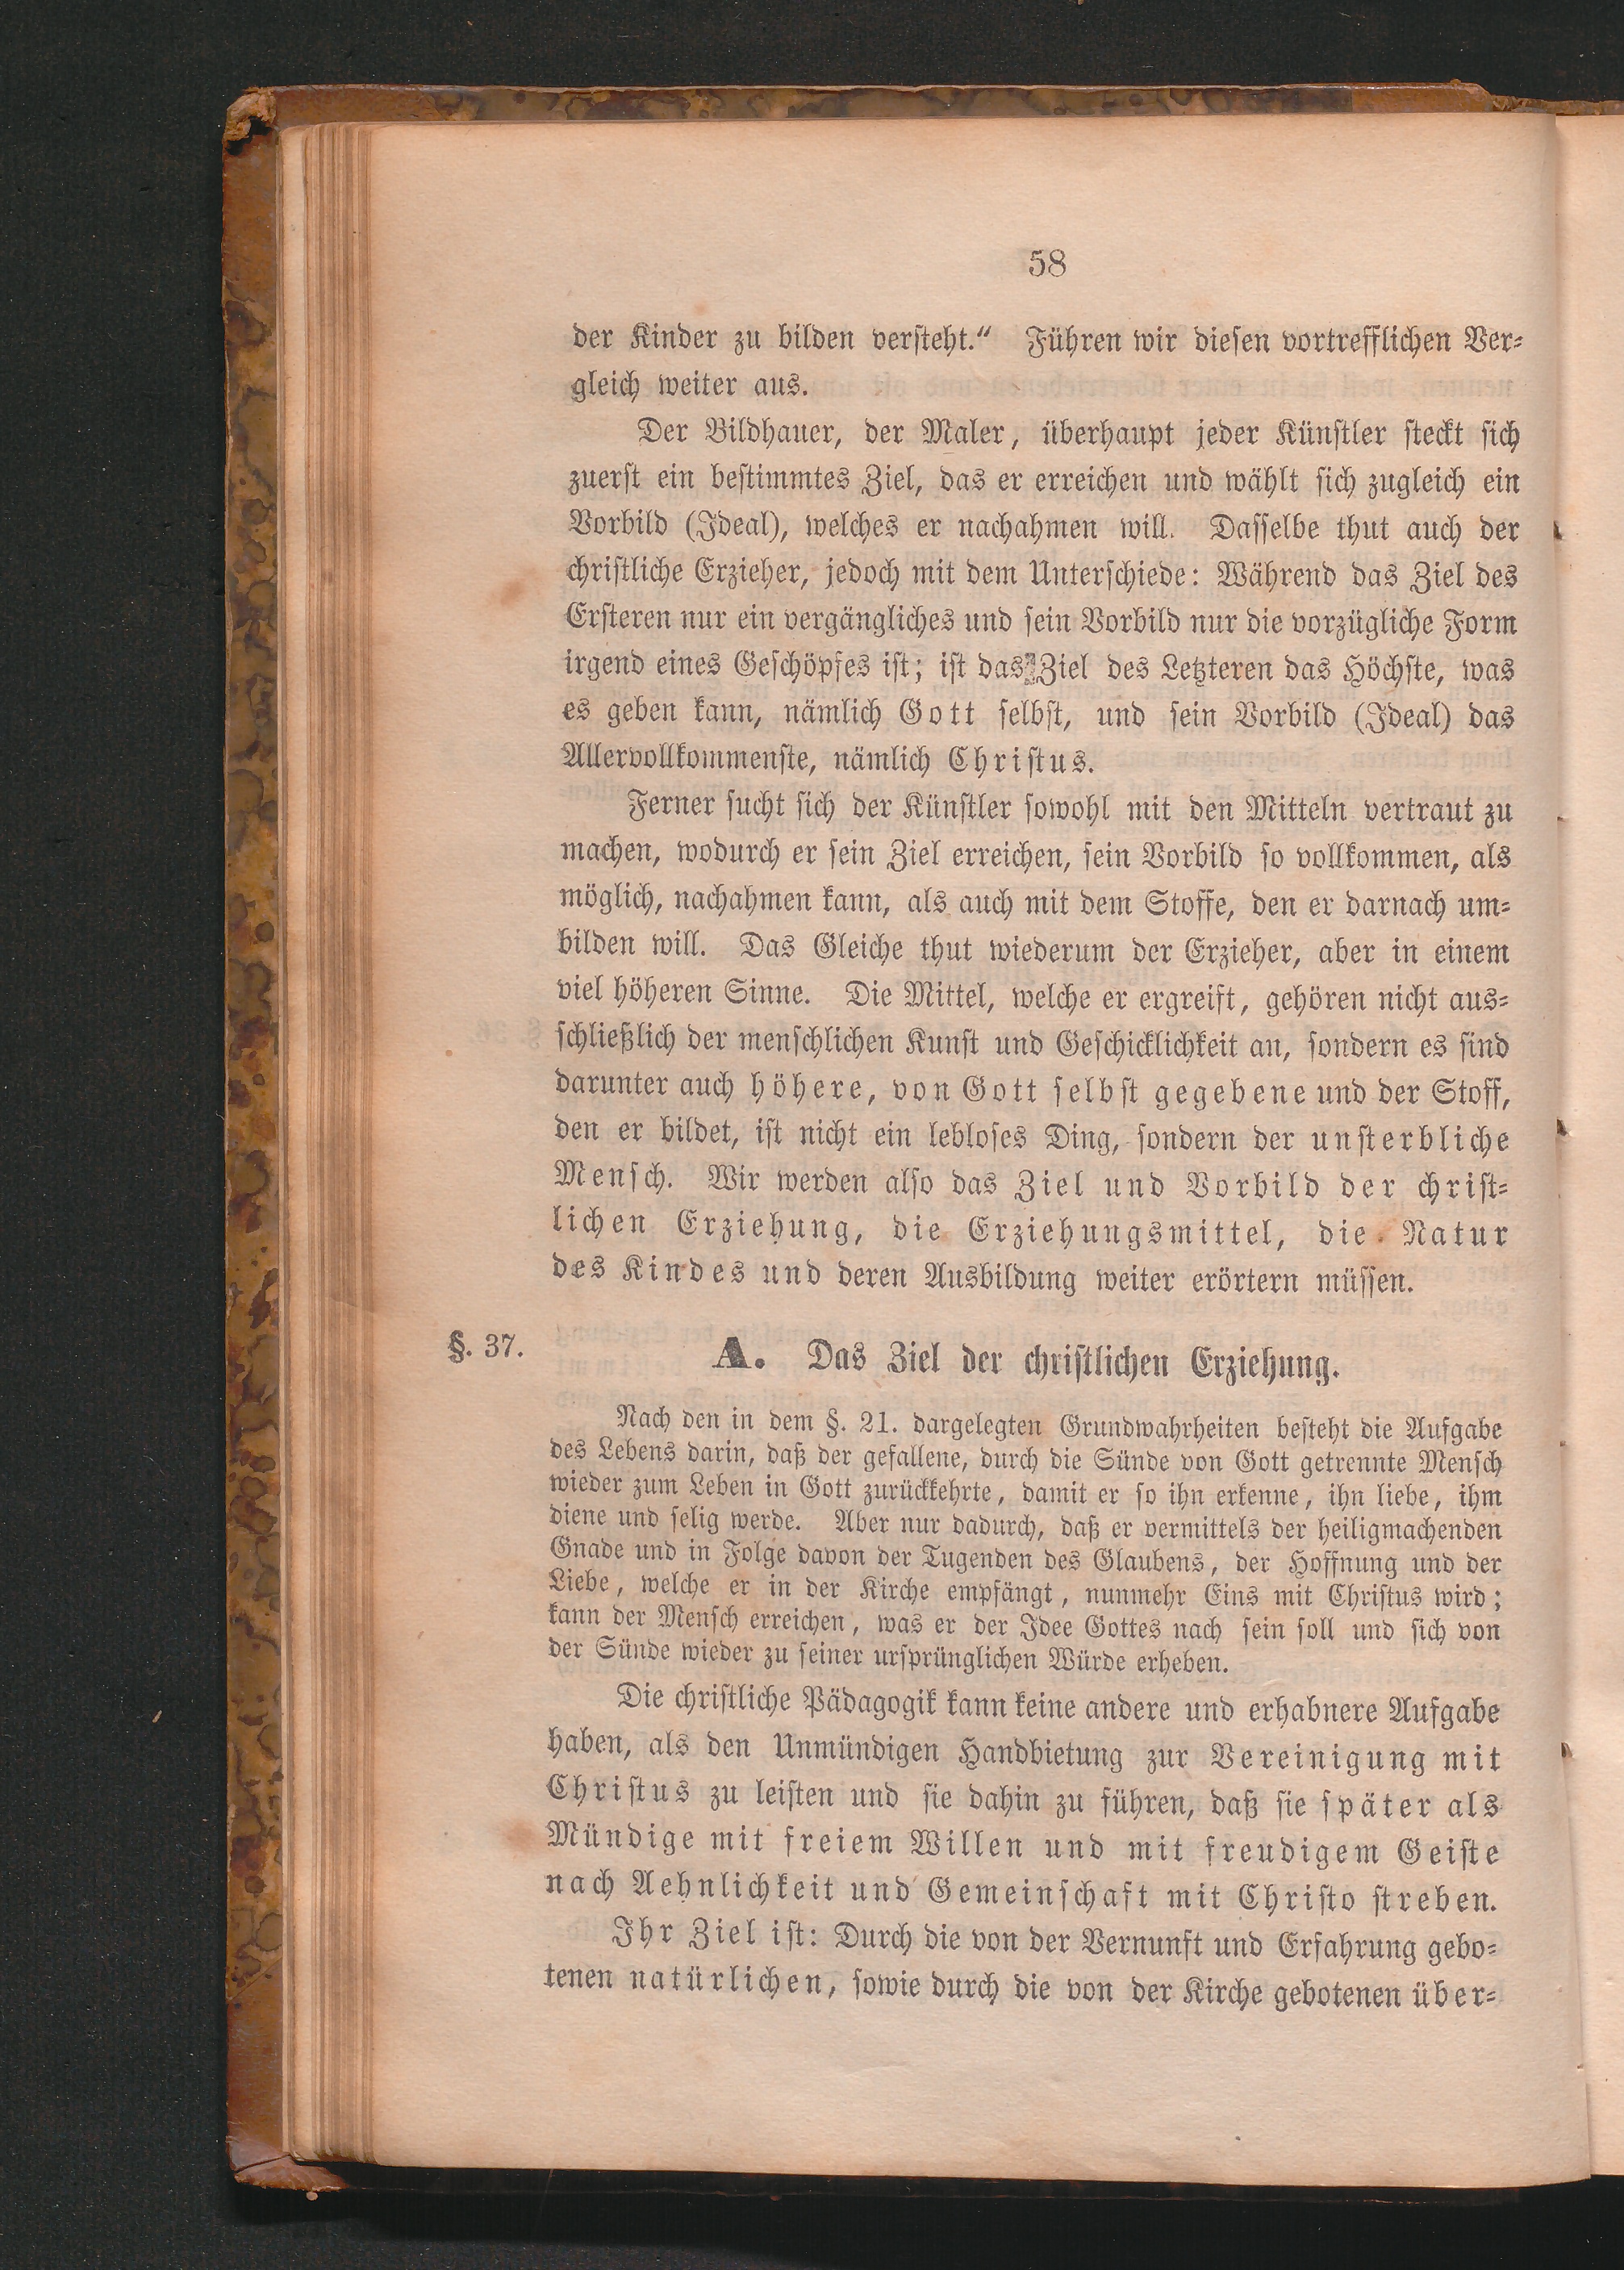 58
der Kinder zu bilden versteht.“ Führen wir diesen vortrefflichen Ver-
gleich weiter aus.
Der Bildhauer, der Maler, überhaupt jeder Künstler steckt sich
zuerst ein bestimmtes Ziel, das er erreichen und wählt sich zugleich ein
Vorbild (Ideal), welches er nachahmen will. Dasselbe thut auch der
christliche Erzieher, jedoch mit dem Unterschiede: Während das Ziel des
Ersteren nur ein vergängliches und sein Vorbild nur die vorzügliche Form
irgend eines Geschöpfes ist; ist das Ziel des Letzteren das Höchste, was
es geben kann, nämlich Gott selbst, und sein Vorbild (Ideal) das
Allervollkommenste, nämlich Christus.
Ferner sucht sich der Künstler sowohl mit den Mitteln vertraut zu
machen, wodurch er sein Ziel erreichen, sein Vorbild so vollkommen, als
möglich, nachahmen kann, als auch mit dem Stoffe, den er darnach um-
bilden will. Das Gleiche thut wiederum der Erzieher, aber in einem
viel höheren Sinne. Die Mittel, welche er ergreift, gehören nicht aus-
schließlich der menschlichen Kunst und Geschicklichkeit an, sondern es sind
darunter auch höhere, von Gott selbst gegebene und der Stoff,
den er bildet, ist nicht ein lebloses Ding, sondern der unsterbliche
Mensch. Wir werden also das Ziel und Vorbild der christ-
lichen Erziehung, die Erziehungsmittel, die Natur
des Kindes und deren Ausbildung weiter erörtern müssen.
§. 37. A. Das Ziel der christlichen Erziehung.
Nach den in dem §. 21. dargelegten Grundwahrheiten besteht die Aufgabe
des Lebens darin, daß der gefallene, durch die Sünde von Gott getrennte Mensch
wieder zum Leben in Gott zurückkehrte, damit er so ihn erkenne, ihn liebe, ihm
diene und selig werde. Aber nur dadurch, daß er vermittels der heiligmachenden
Gnade und in Folge davon der Tugenden des Glaubens, der Hoffnung und der
Liebe, welche er in der Kirche empfängt, nunmehr Eins mit Christus wird;
kann der Mensch erreichen, was er der Idee Gottes nach sein soll und sich von
der Sünde wieder zu seiner ursprünglichen Würde erheben.
Die christliche Pädagogik kann keine andere und erhabnere Aufgabe
haben, als den Unmündigen Handbietung zur Vereinigung mit
Christus zu leisten und sie dahin zu führen, daß sie später als
Mündige mit freiem Willen und mit freudigem Geiste
nach Aehnlichkeit und Gemeinschaft mit Christo streben.
Ihr Ziel ist: Durch die von der Vernunft und Erfahrung gebo-
tenen natürlichen, sowie durch die von der Kirche gebotenen über-